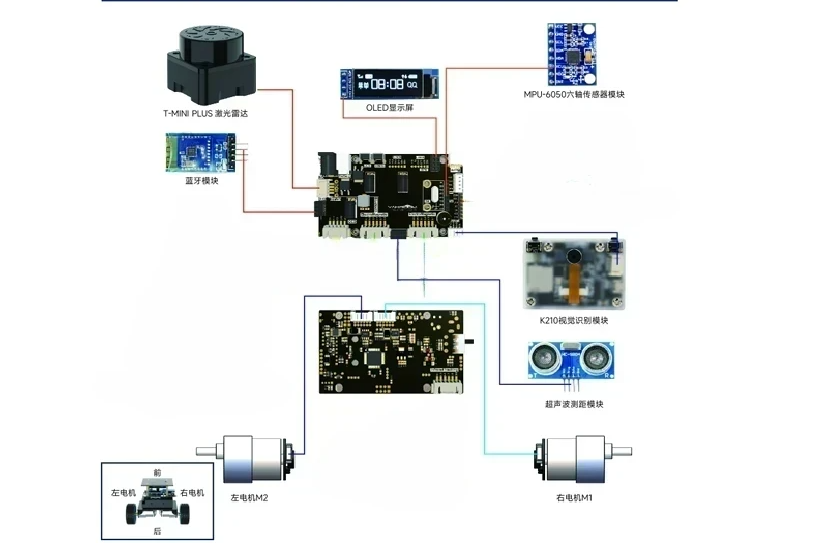 08:08
T-MINI PLUS 激光雷达
OLED显示屏
MPU-6050六轴传感器模块
蓝牙模块
K210视觉识别模块
T
R
超声波测距模块
前
左电机
右电机
后
左电机M2
右电机M1